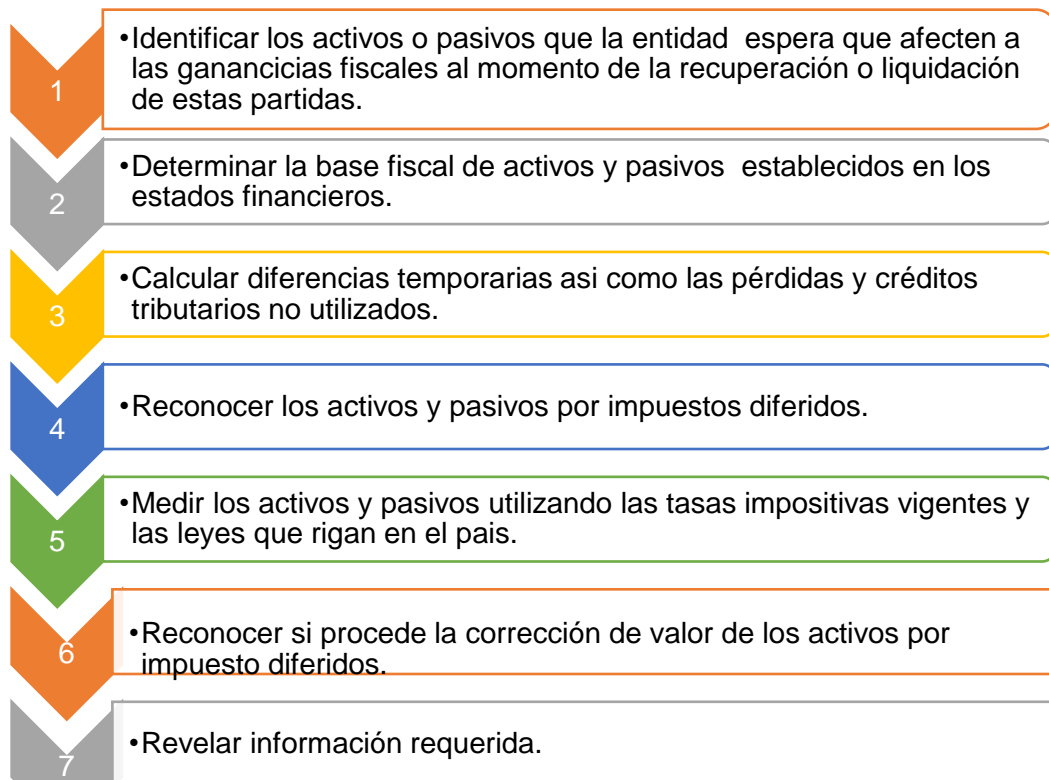 1
•Identificar los activos o pasivos que la entidad espera que afecten a
lasganancicias fiscales al momento de la recuperación o liquidación
de estas partidas.
2
•Determinar la base fiscal de activos y pasivos establecidos en los
estados financieros.
3
•Calcular diferencias temporarias asi como las pérdidas y créditos
tributarios no utilizados.
4
•Reconocer los activos y pasivos por impuestos diferidos.
5
•Medir los activos y pasivos utilizando las tasas impositivas vigentes y
las leyes que rigan en el pais.
6
•Reconocer si procede la corrección de valor de los activos por
impuesto diferidos.
7
•Revelar información requerida.